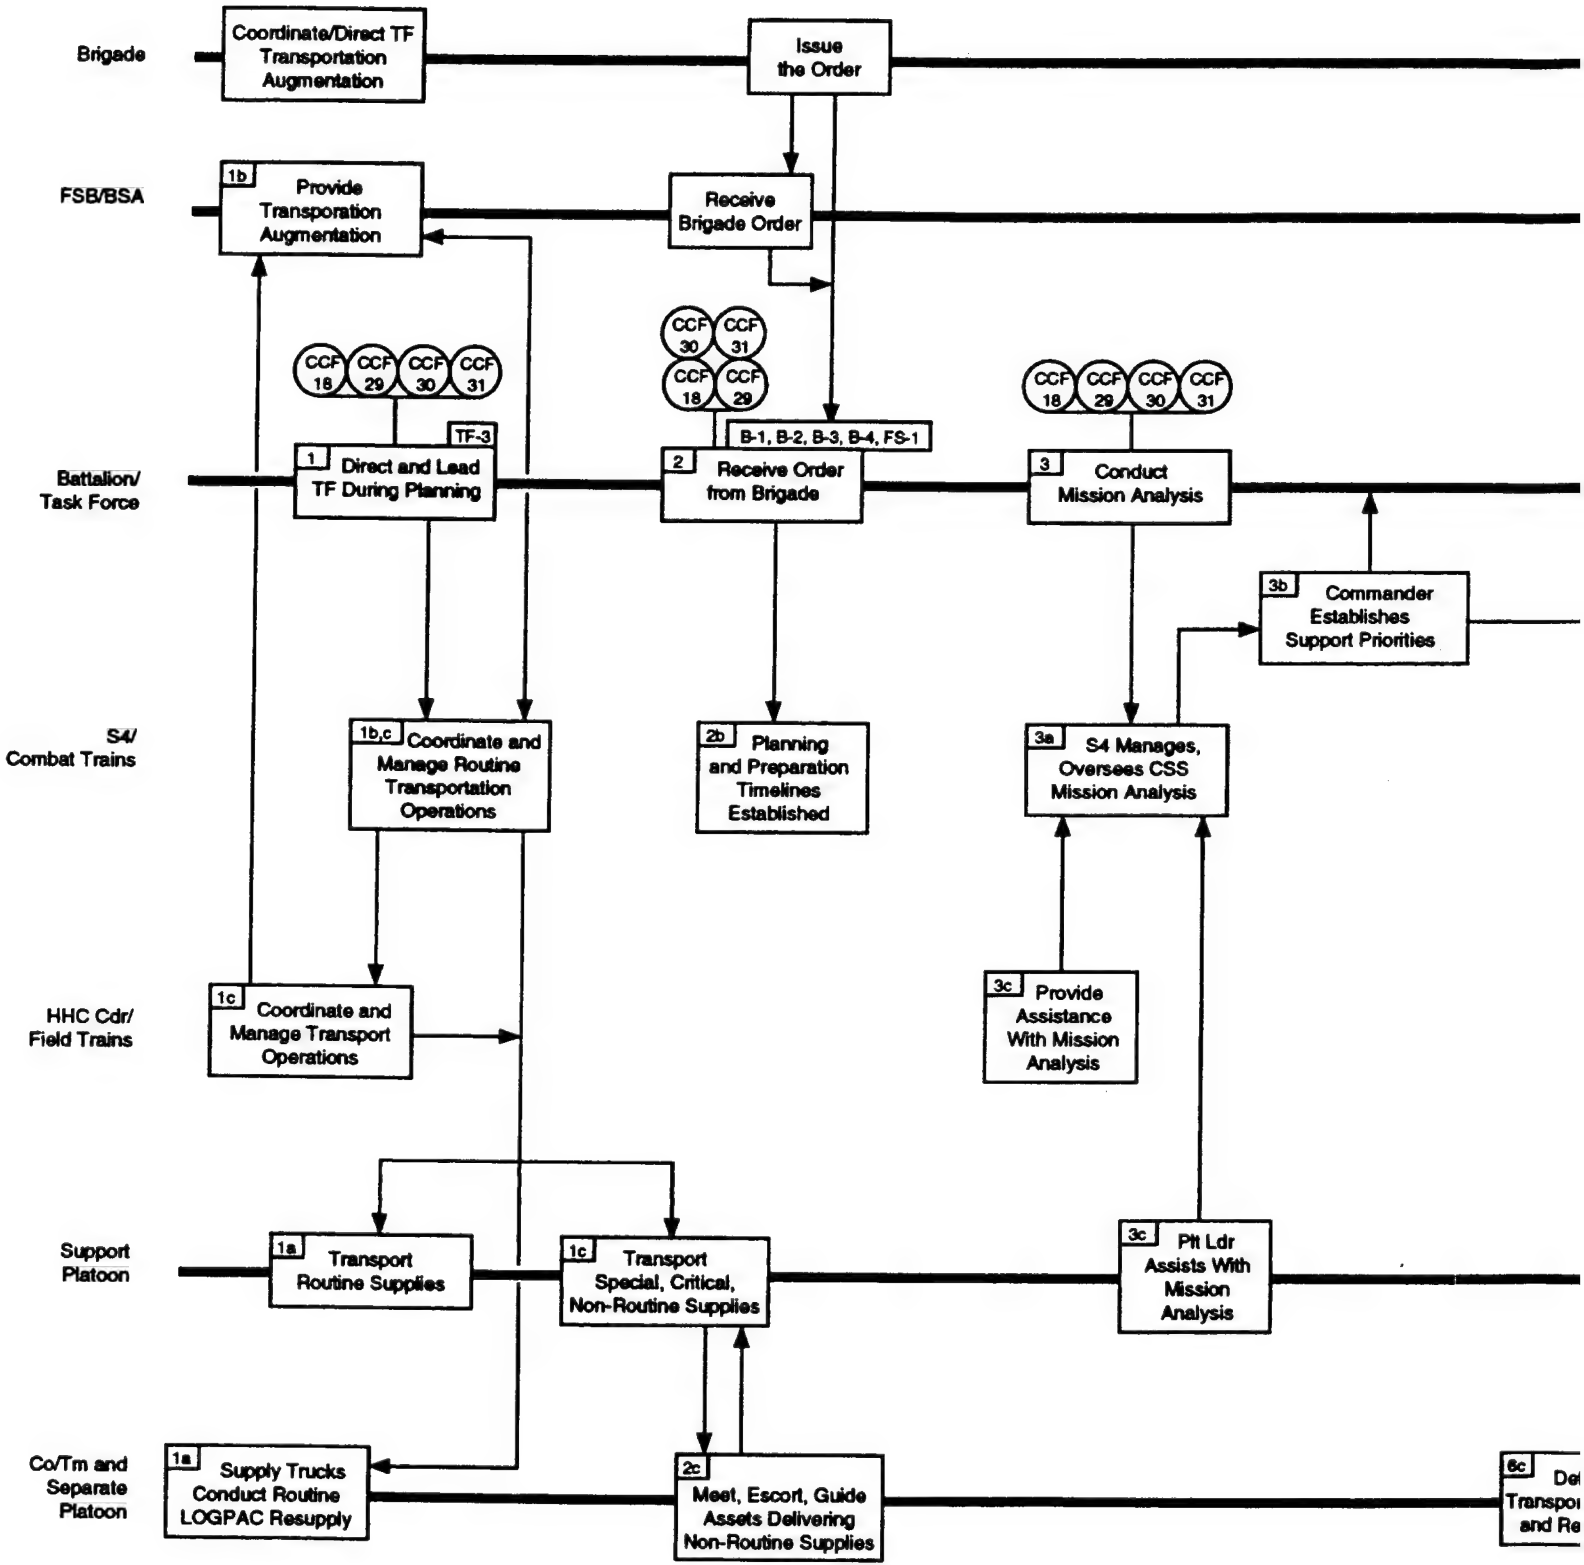 Brigade
Coordinate/Direct TF
Transportation
Augmentation
Issue
the Order
FSB/BSA
1b
Provide
Transporation
Augmentation
Receive
Brigade Order
CCF
18
CCF
29
CCF
30
CCF
31
CCF
30
CCF
31
CCF
18
CCF
29
CCF
18
CCF
29
CCF
30
CCF
31
Battalion/
Task Force
TF-3
1
Direct and Lead
TF During Planning
B-1, B-2, B-3, B-4, FS-1
2
Receive Order
from Brigade
3
Conduct
Mission Analysis
3b
Commander
Establishes
Support Priorities
S4/
Combat Trains
1b,c
Coordinate and
Manage Routine
Transportation
Operations
2b
Planning
and Preparation
Timelines
Established
3a
S4 Manages,
Oversees CSS
Mission Analysis
HHC Cdr/
Field Trains
1c
Coordinate and
Manage Transport
Operations
3c
Provide
Assistance
With Mission
Analysis
Support
Platoon
1a
Transport
Routine Supplies
1c
Transport
Special, Critical,
Non-Routine Supplies
3c
Plt Ldr
Assists With
Mission
Analysis
Co/Tm and
Separate
Platoon
1a
Supply Trucks
Conduct Routine
LOGPAC Resupply
2c
Meet, Escort, Guide
Assets Delivering
Non-Routine Supplies
6c
and